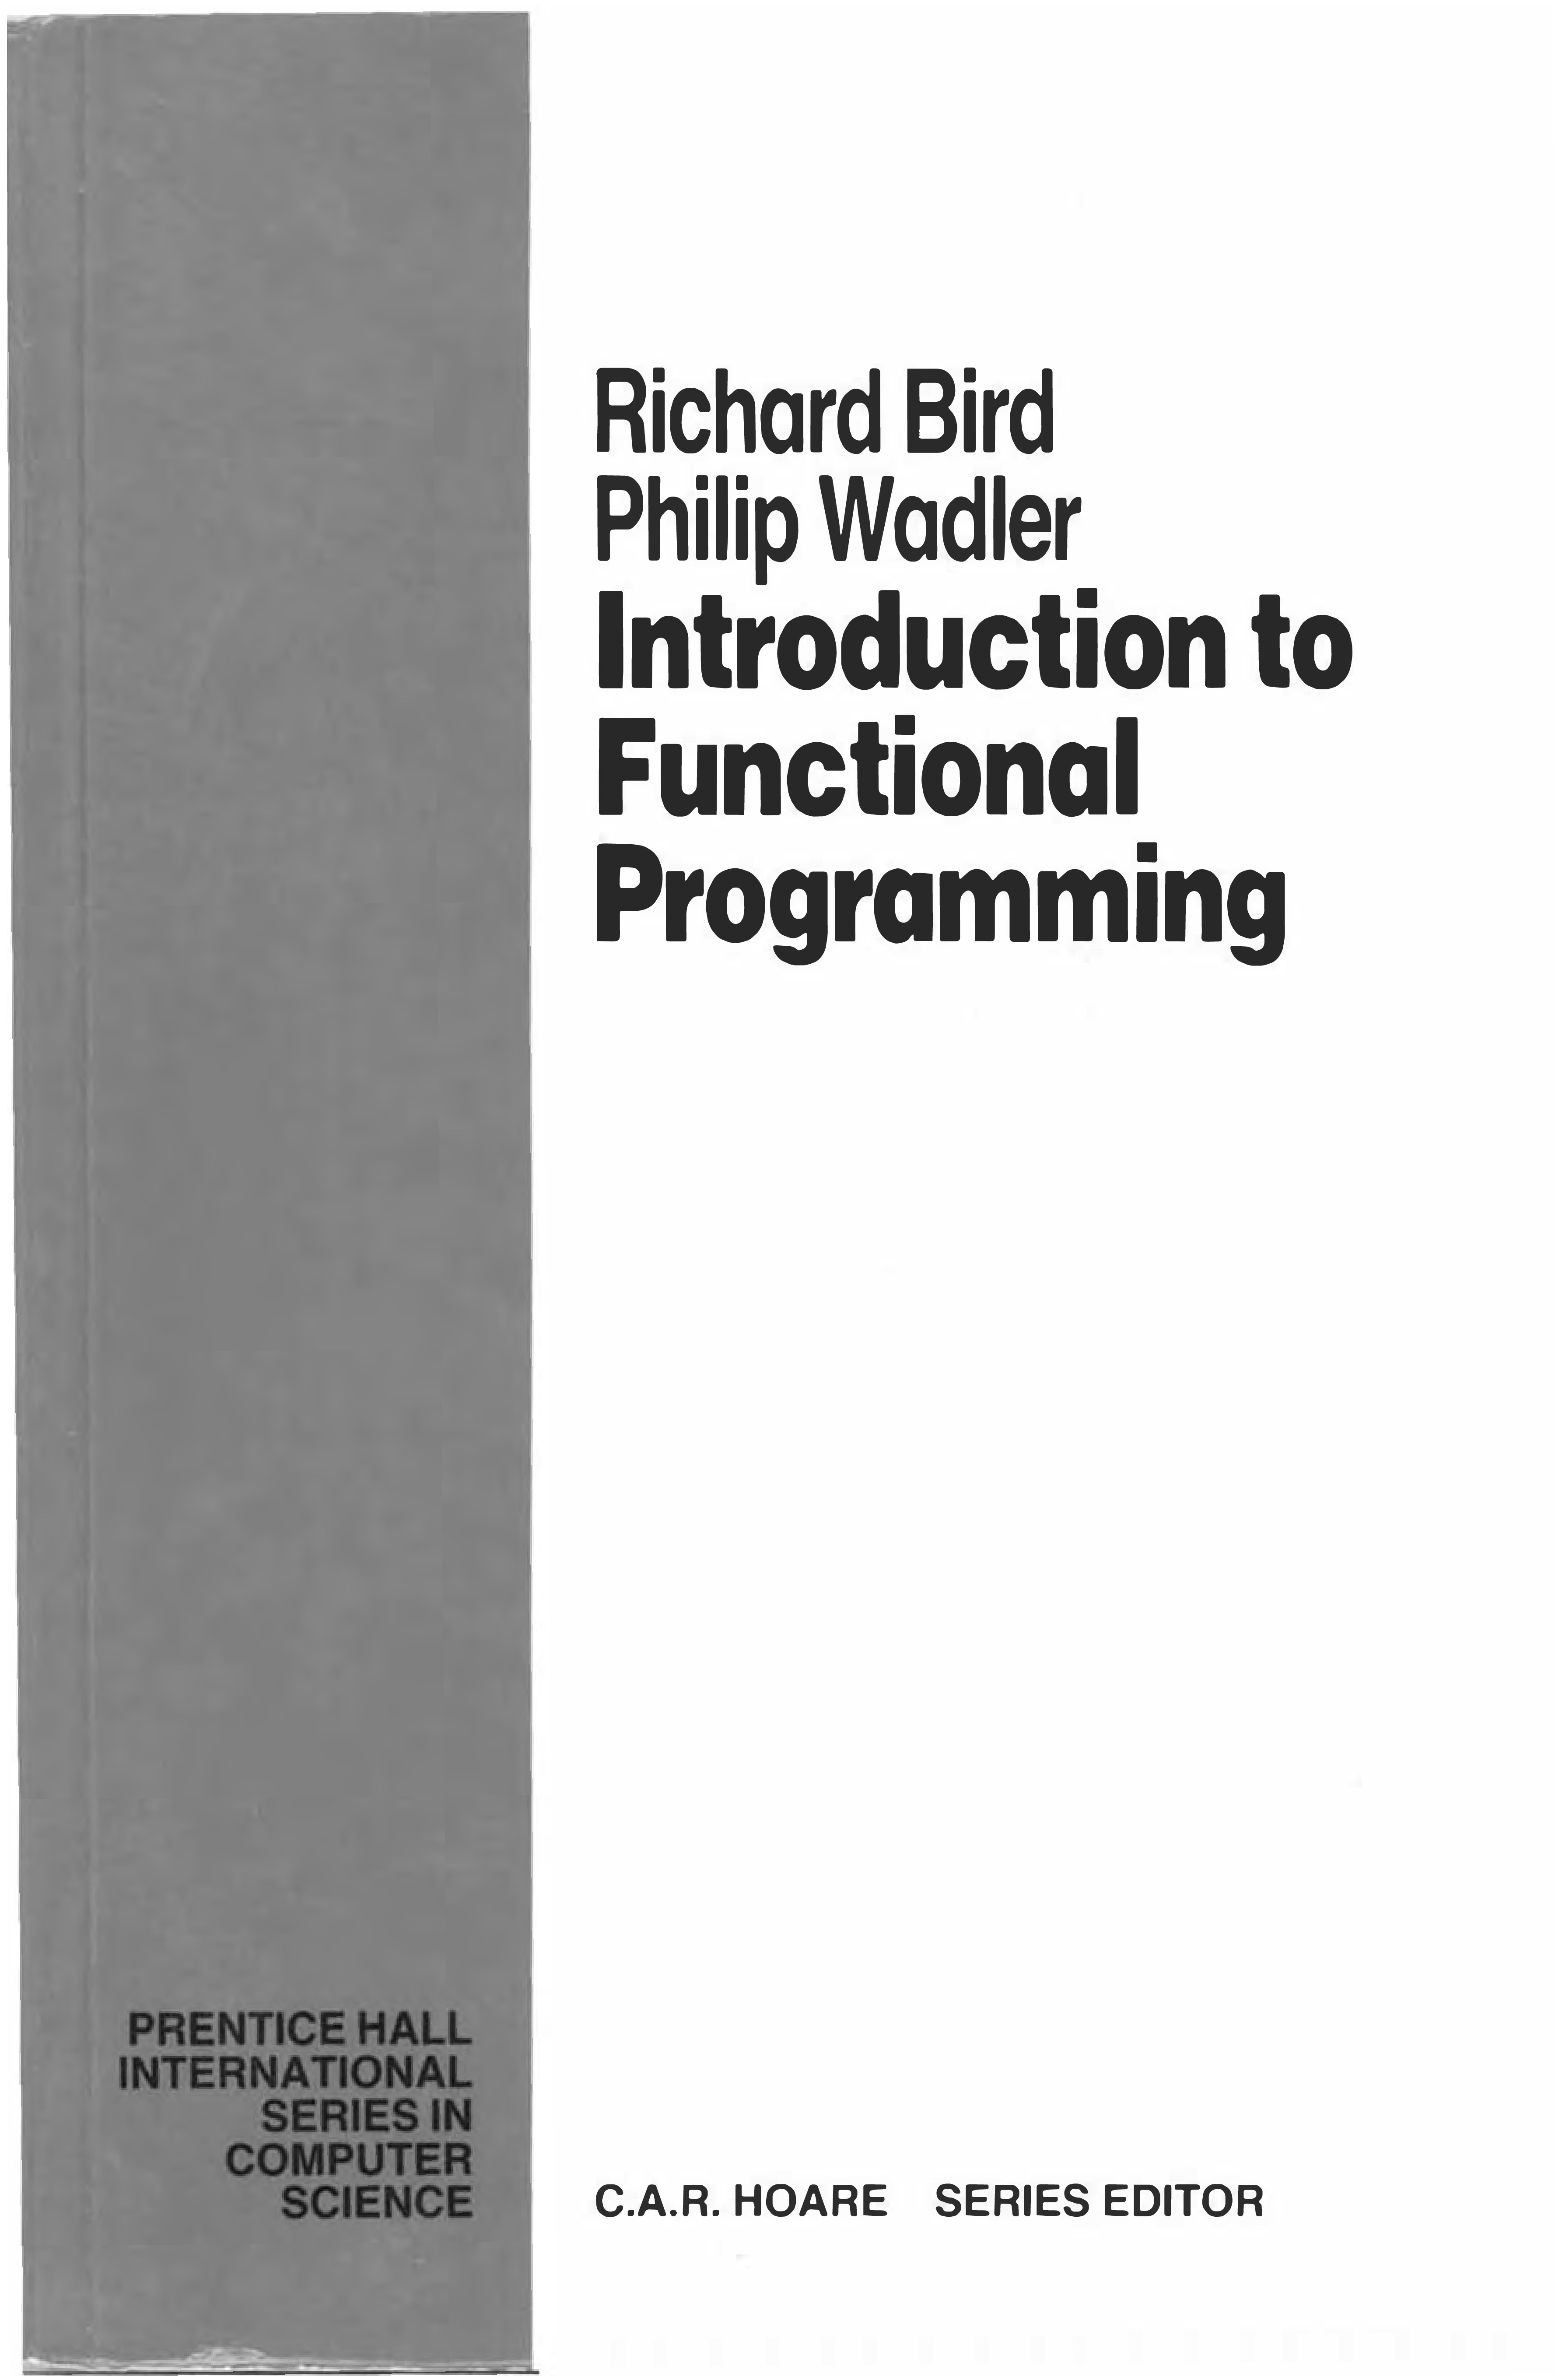 Richard Bird
Philip Wadler
Introduction to
Functional
Programming
PRENTICE HALL
INTERNATIONAL
SERIES IN
COMPUTER
SCIENCE
C.A.R. HOARE SERIES EDITOR